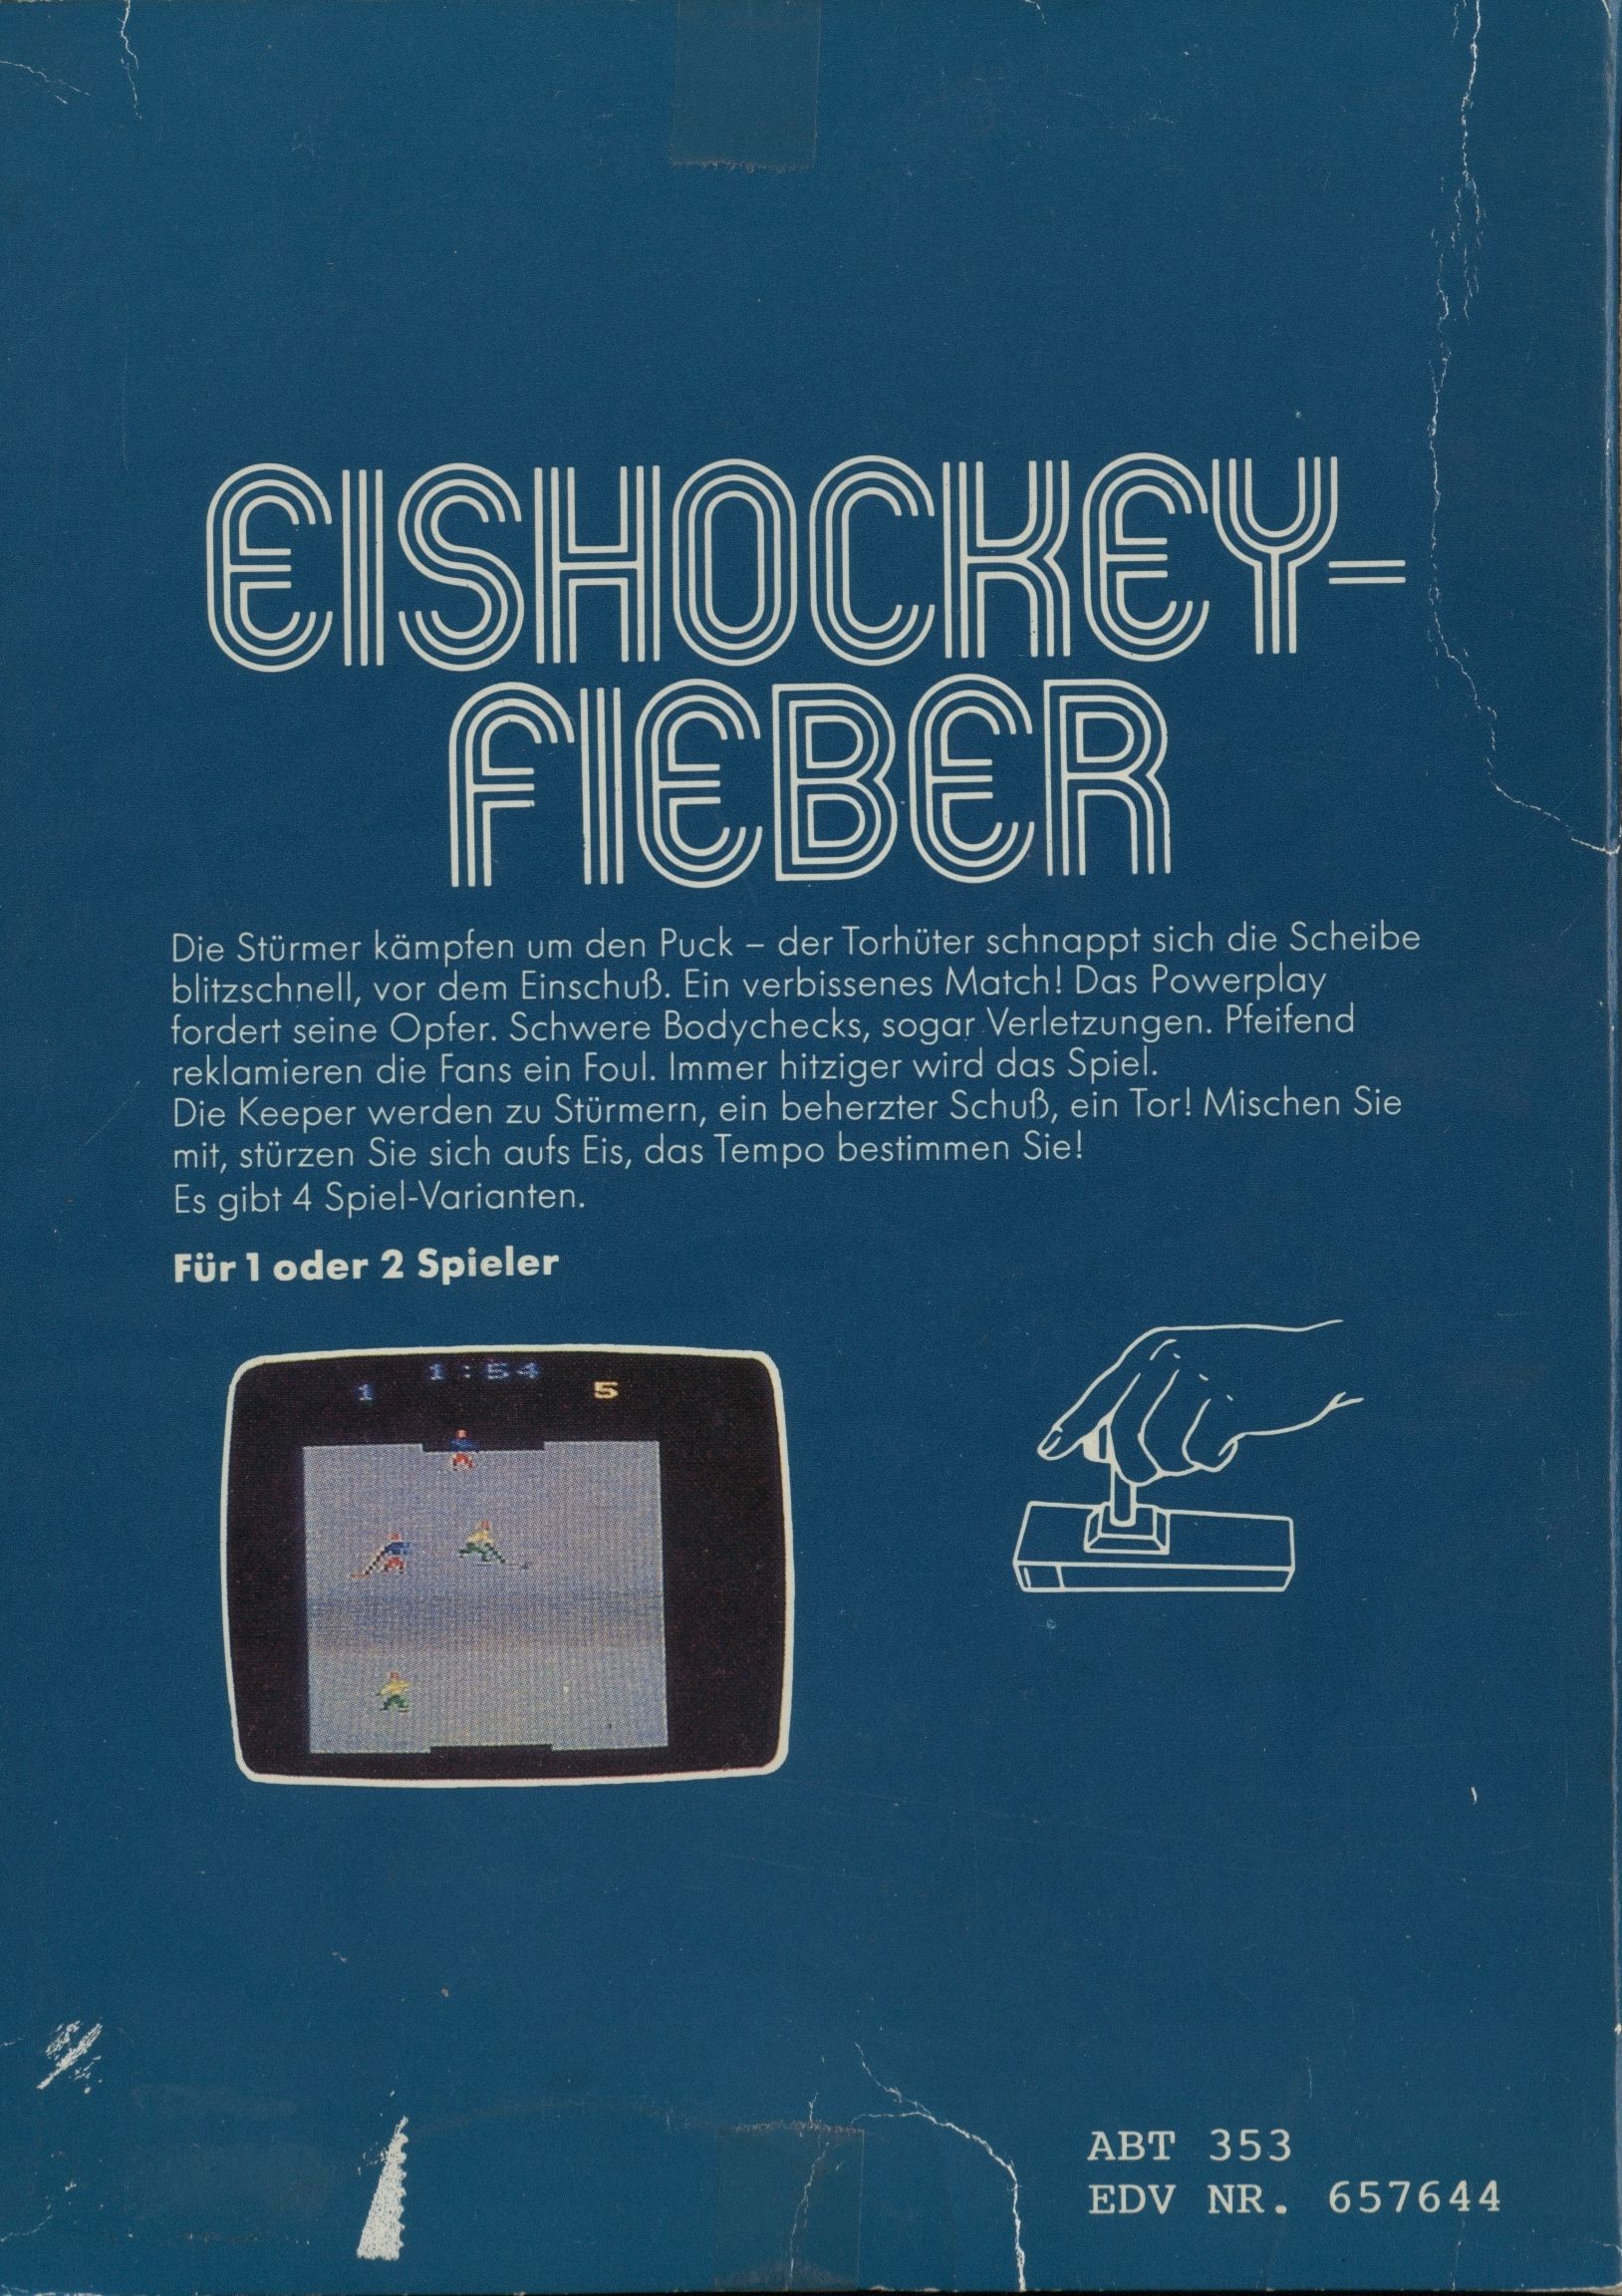 EISHOCKEY-
FIEBER
Die Stürmer kämpfen um den Puck – der Torhüter schnappt sich die Scheibe
blitzschnell, vor dem Einschuß. Ein verbissenes Match! Das Powerplay
fordert seine Opfer. Schwere Bodychecks, sogar Verletzungen. Pfeifend
reklamieren die Fans ein Foul. Immer hitziger wird das Spiel.
Die Keeper werden zu Stürmern, ein beherzter Schuß, ein Tor! Mischen Sie
mit, stürzen Sie sich aufs Eis, das Tempo bestimmen Sie!
Es gibt 4 Spiel-Varianten.
Für 1 oder 2 Spieler
1:54
1 5
ABT 353
EDV NR. 657644